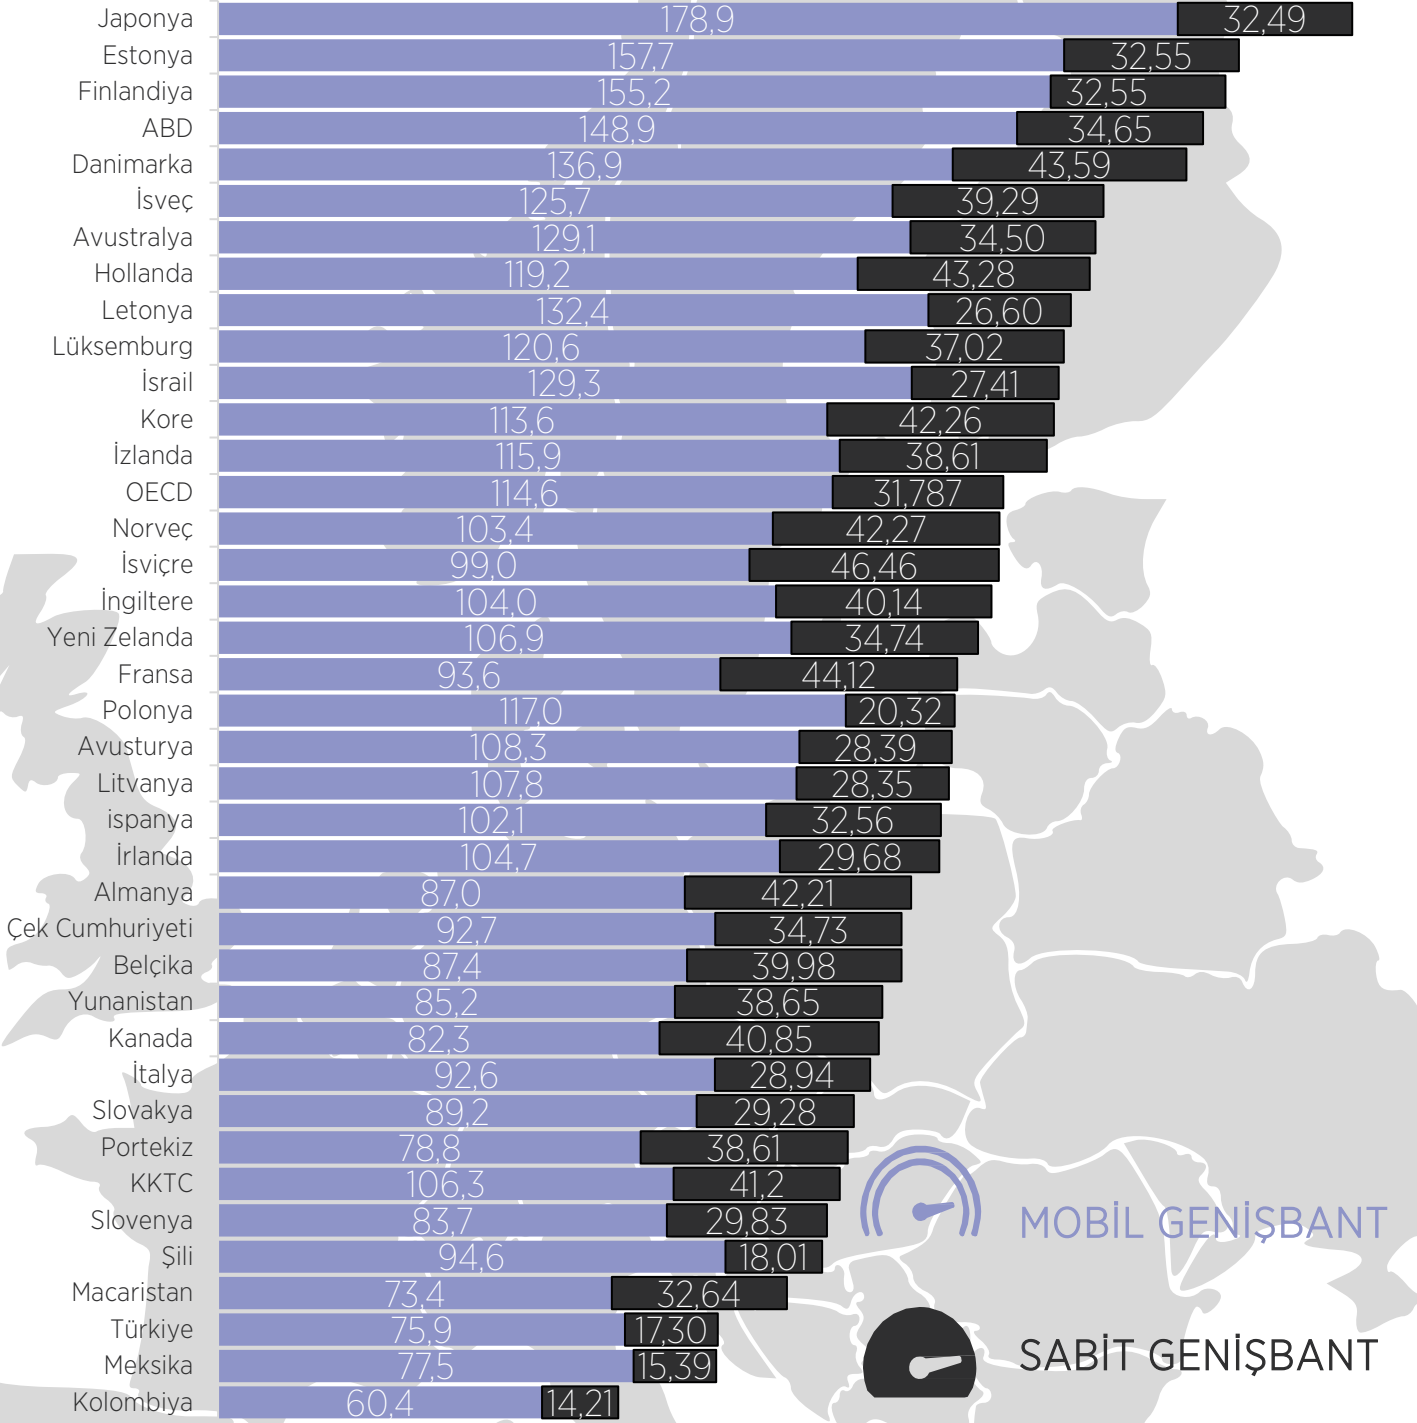 Japonya 178,9 32,49
Estonya 157,7 32,55
Finlandiya 155,2 32,55
ABD 148,9 34,65
Danimarka 136,9 43,59
İsveç 125,7 39,29
Avustralya 129,1 34,50
Hollanda 119,2 43,28
Letonya 132,4 26,60
Lüksemburg 120,6 37,02
İsrail 129,3 27,41
Kore 113,6 42,26
İzlanda 115,9 38,61
OECD 114,6 31,787
Norveç 103,4 42,27
İsviçre 99,0 46,46
İngiltere 104,0 40,14
Yeni Zelanda 106,9 34,74
Fransa 93,6 44,12
Polonya 117,0 20,32
Avusturya 108,3 28,39
Litvanya 107,8 28,35
ispanya 102,1 32,56
İrlanda 104,7 29,68
Almanya 87,0 42,21
Çek Cumhuriyeti 92,7 34,73
Belçika 87,4 39,98
Yunanistan 85,2 38,65
Kanada 82,3 40,85
İtalya 92,6 28,94
Slovakya 89,2 29,28
Portekiz 78,8 38,61
KKTC 106,3 41,2
Slovenya 83,7 29,83
Şili 94,6 18,01
Macaristan 73,4 32,64
Türkiye 75,9 17,30
Meksika 77,5 15,39
Kolombiya 60,4 14,21
MOBİL GENİŞBANT
SABİT GENİŞBANT